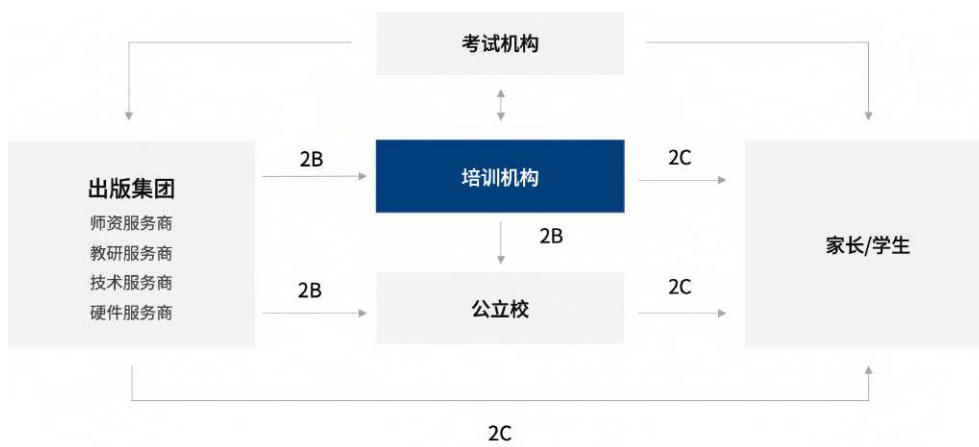 考试机构
2B
培训机构
2C
出版集团
师资服务商
教研服务商
技术服务商
硬件服务商
2B
家长/学生
2B
公立校
2C
2C